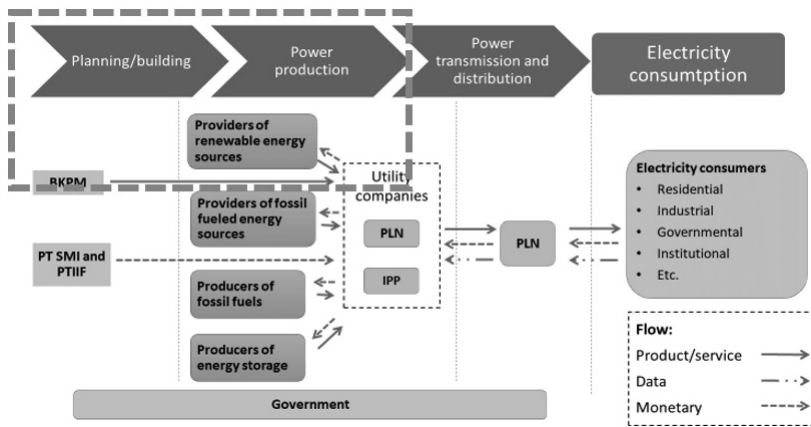 Planning/building
Power
production
Power
transmission and
distribution
Electricity
consumtption
Providers of
renewable energy
sources
BKPM
Utility
companies
Providers of fossil
fueled energy
sources
PLN
PT SMI and
PTIIF
IPP
Producers of
fossil fuels
Producers of
energy storage
PLN
Electricity consumers
• Residential
• Industrial
• Governmental
• Institutional
• Etc.
Flow:
Product/service
Data
Monetary
Government